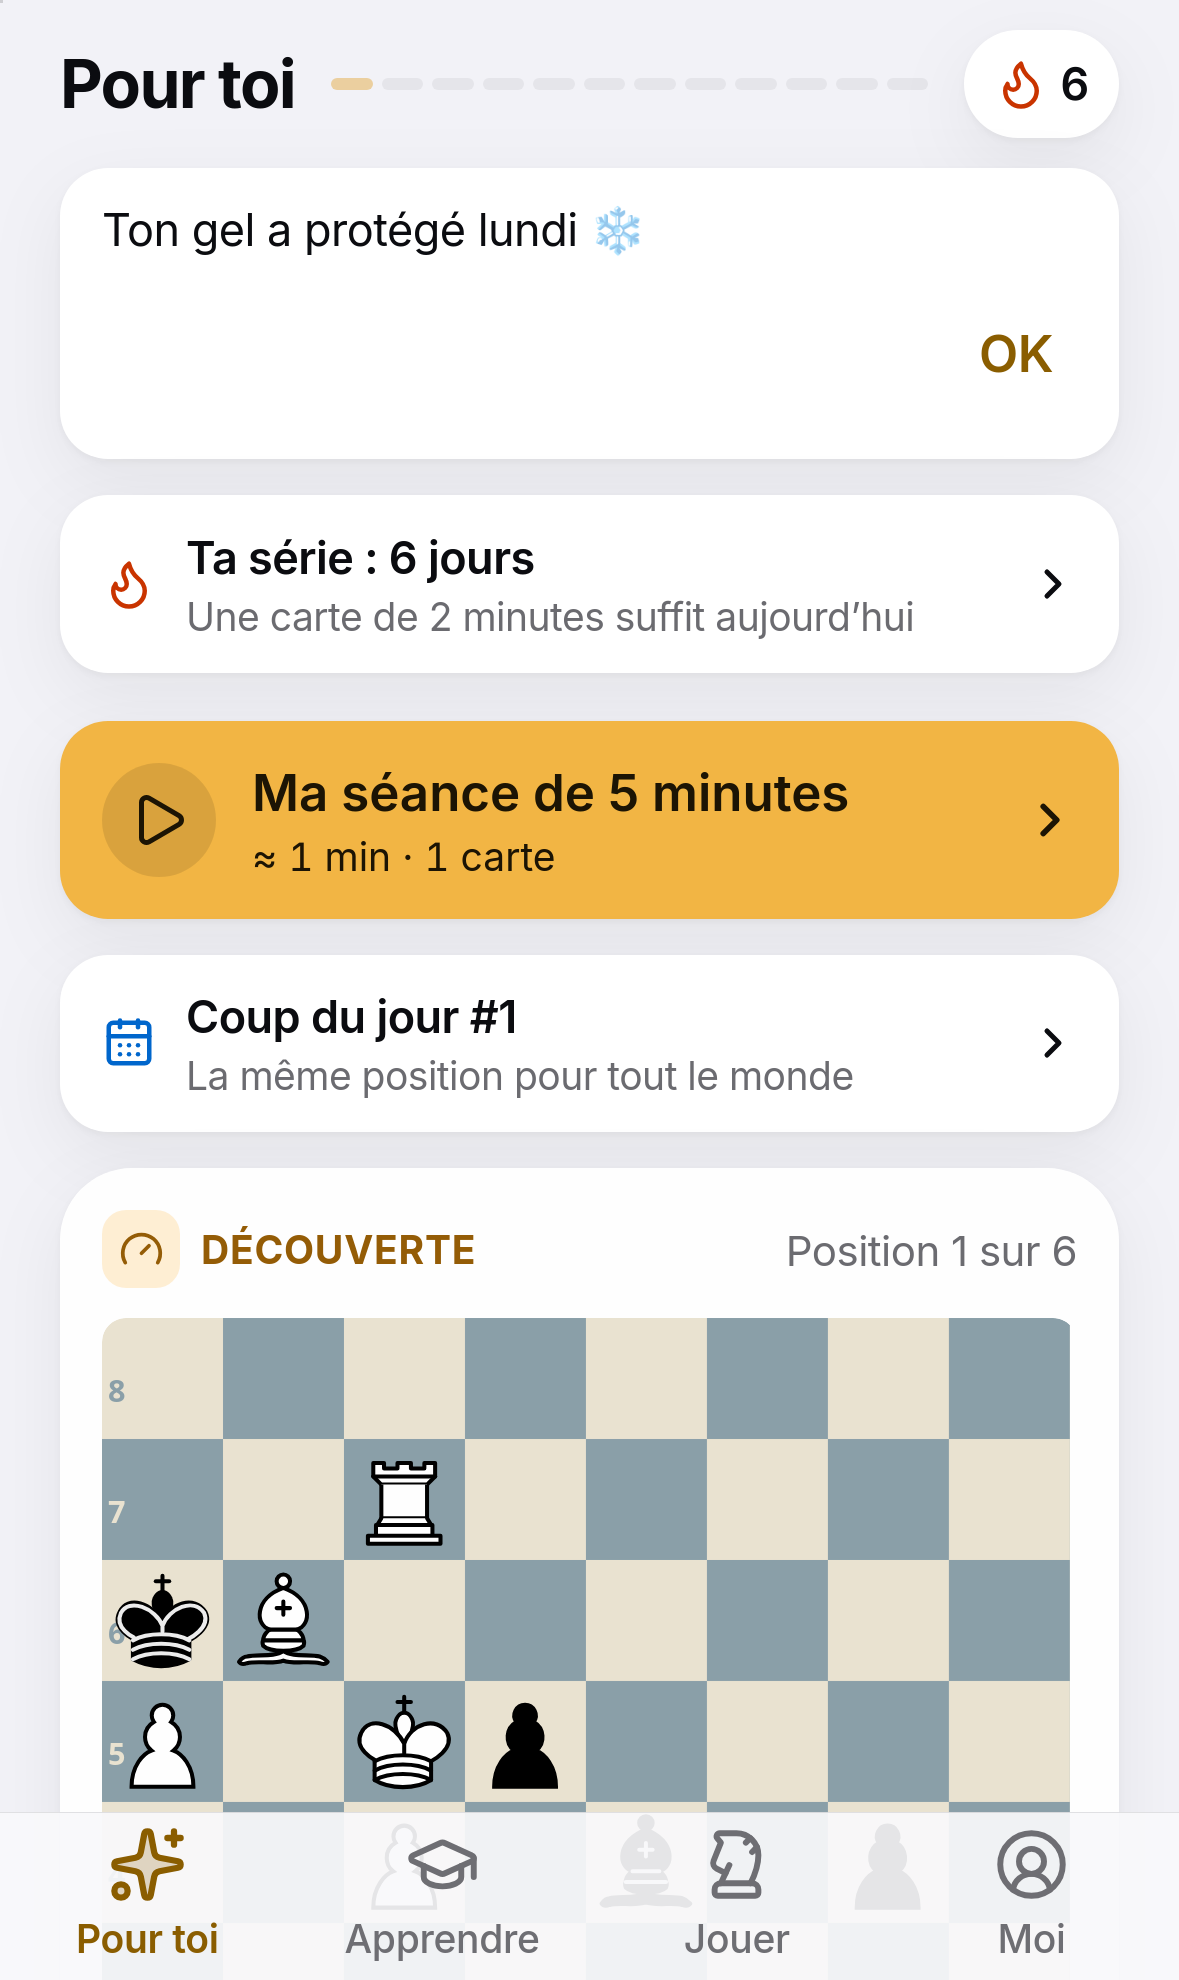 Pour toi
6
Ton gel a protégé lundi ❄️
OK
Ta série : 6 jours
Une carte de 2 minutes suffit aujourd’hui
Ma séance de 5 minutes
≈ 1 min · 1 carte
Coup du jour #1
La même position pour tout le monde
DÉCOUVERTE
Position 1 sur 6
8
7
6
5
Pour toi
Apprendre
Jouer
Moi